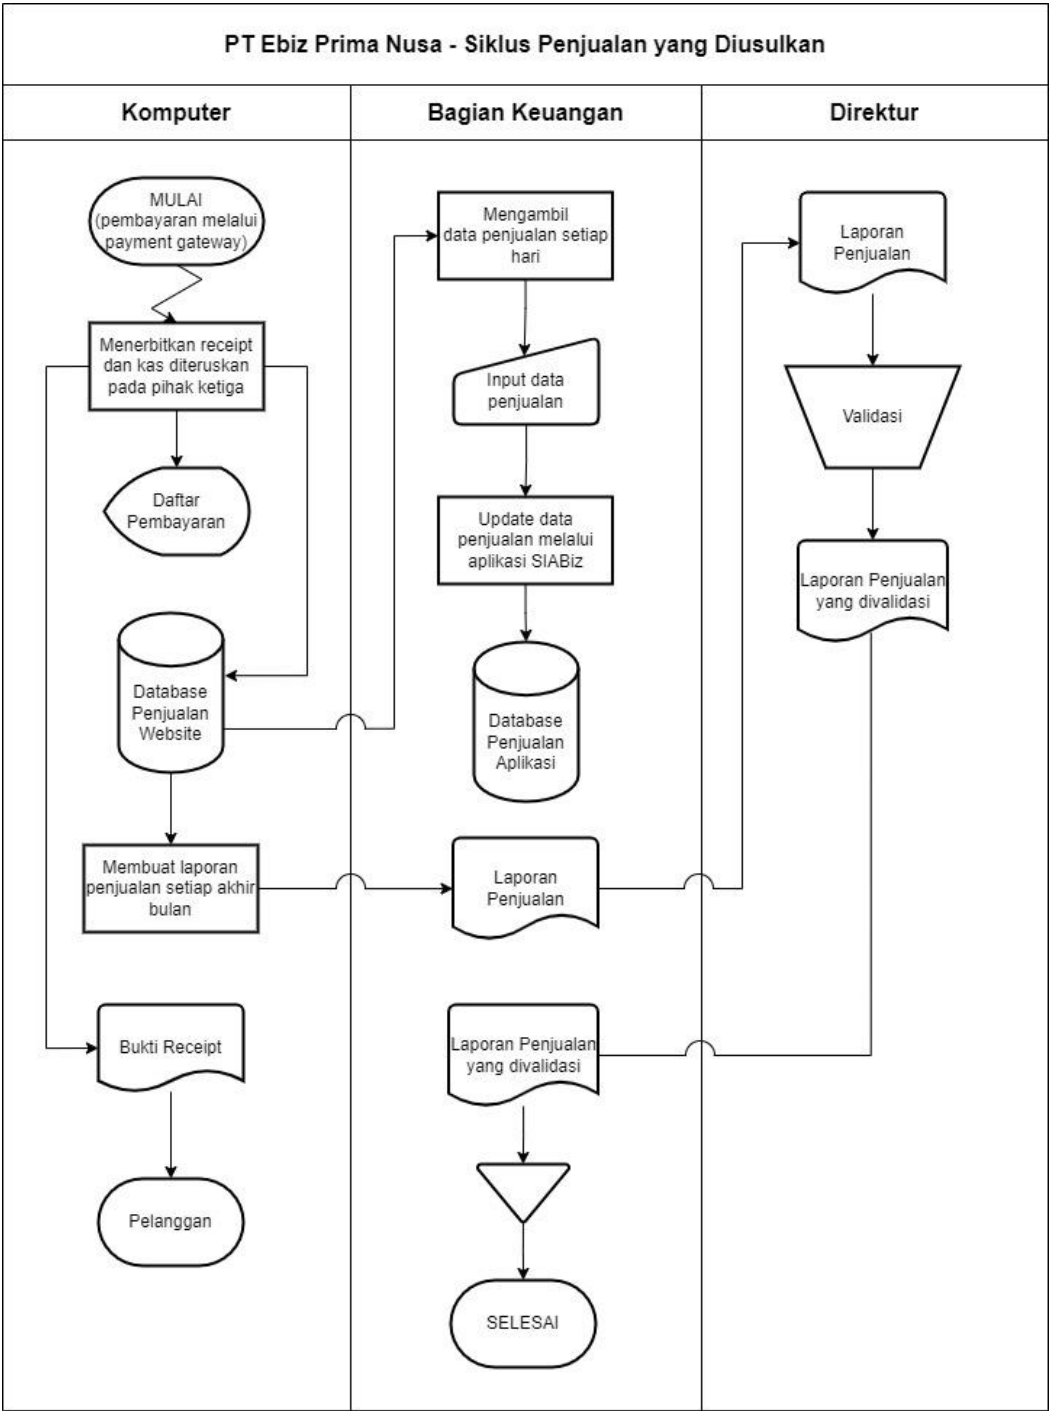 PT Ebiz Prima Nusa - Siklus Penjualan yang Diusulkan
Komputer
Bagian Keuangan
Direktur
MULAI
(pembayaran melalui
payment gateway)
Menerbitkan receipt
dan kas diteruskan
pada pihak ketiga
Daftar
Pembayaran
Database
Penjualan
Website
Membuat laporan
penjualan setiap akhir
bulan
Bukti Receipt
Pelanggan
Mengambil
data penjualan setiap
hari
Input data
penjualan
Update data
penjualan melalui
aplikasi SIABiz
Database
Penjualan
Aplikasi
Laporan
Penjualan
Laporan Penjualan
yang divalidasi
SELESAI
Laporan
Penjualan
Validasi
Laporan Penjualan
yang divalidasi